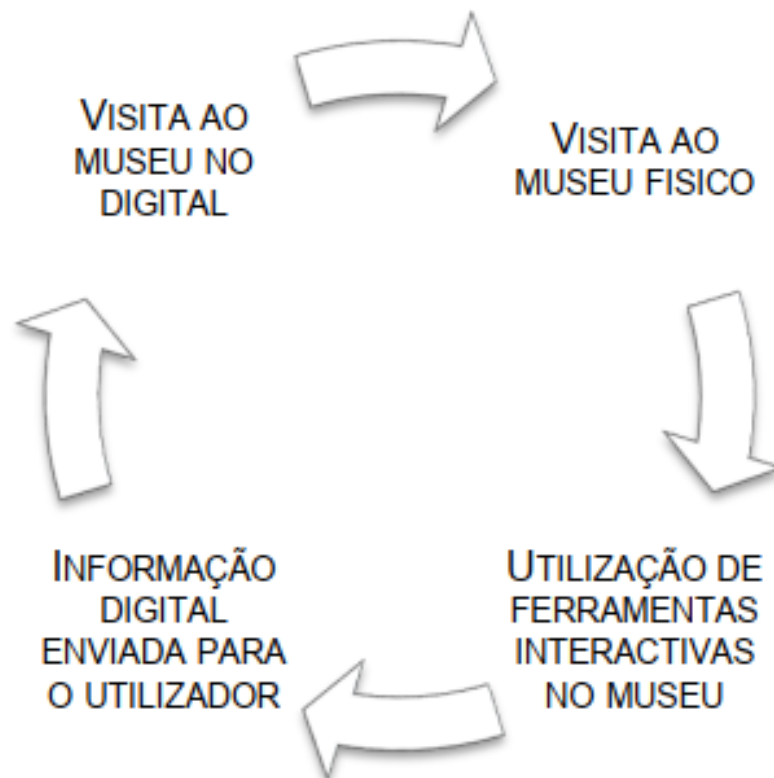 VISITA AO
MUSEU NO
DIGITAL
VISITA AO
MUSEU FISICO
UTILIZAÇÃO DE
FERRAMENTAS
INTERACTIVAS
NO MUSEU
INFORMAÇÃO
DIGITAL
ENVIADA PARA
O UTILIZADOR